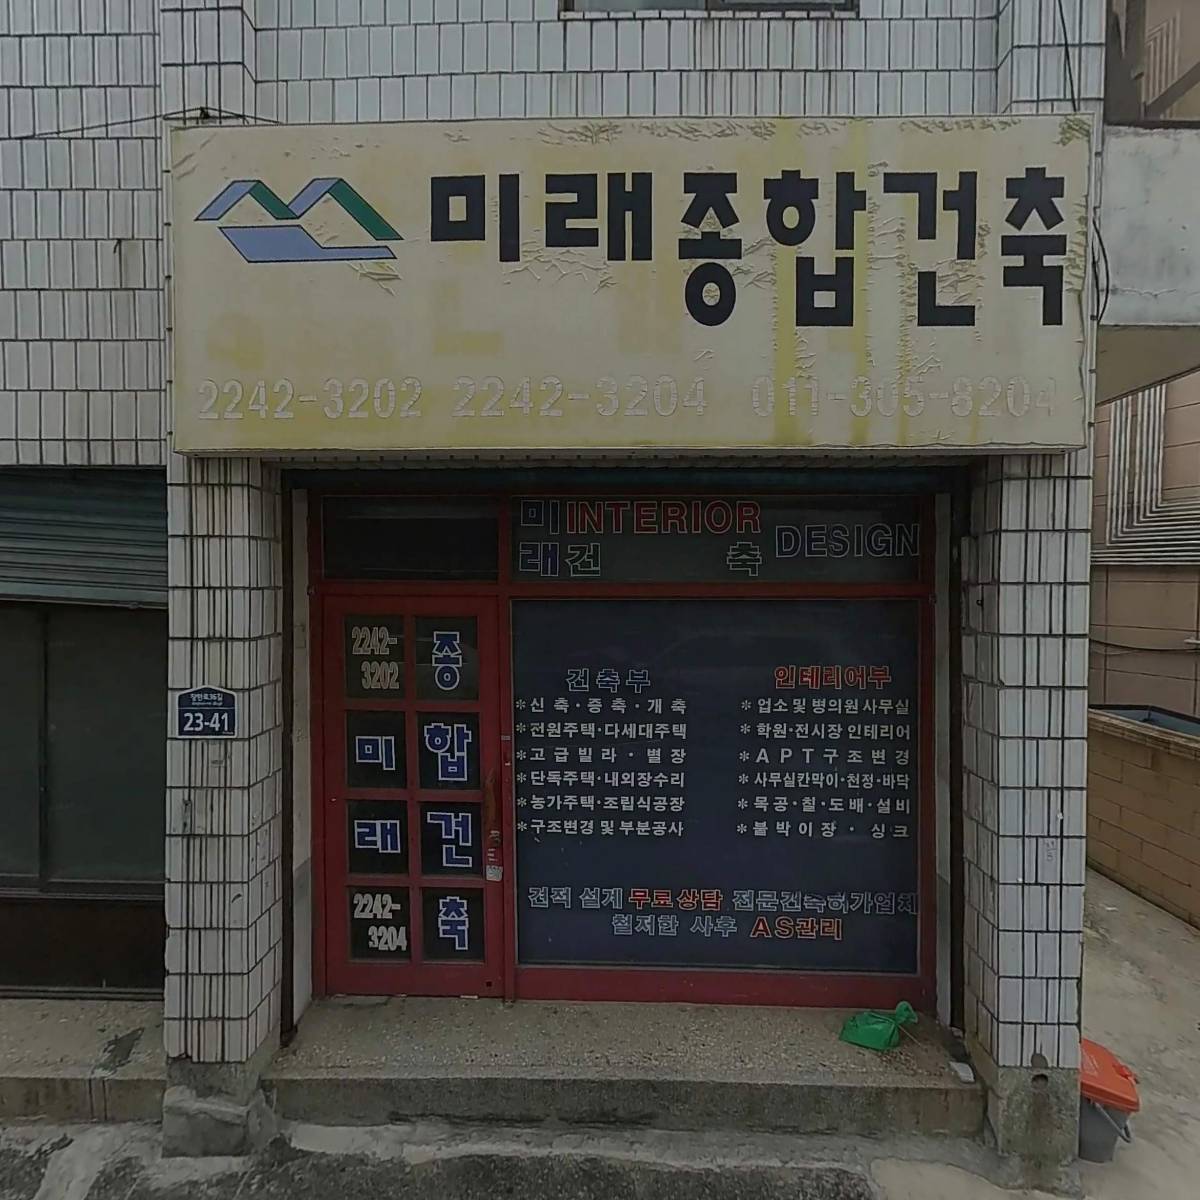 미래종합건축
2242-3202 2242-3204 011-305-8204
미 INTERIOR
래건 축 DESIGN
2242-
3202
종합건축
미래
2242-
3204
23-41
건축부
*신축·증축·개축
*전원주택·다세대주택
*고급빌라·별장
*단독주택·내외장수리
*농가주택·조립식공장
*구조변경 및 부분공사
인테리어부
*업소 및 병의원 사무실
*학원·전시장 인테리어
*APT구조변경
*사무실칸막이·천정·바닥
*목공·칠·도배·설비
*붙박이장·싱크
견적 설계 무료상담 전문건축허가업체
철저한 사후 AS관리